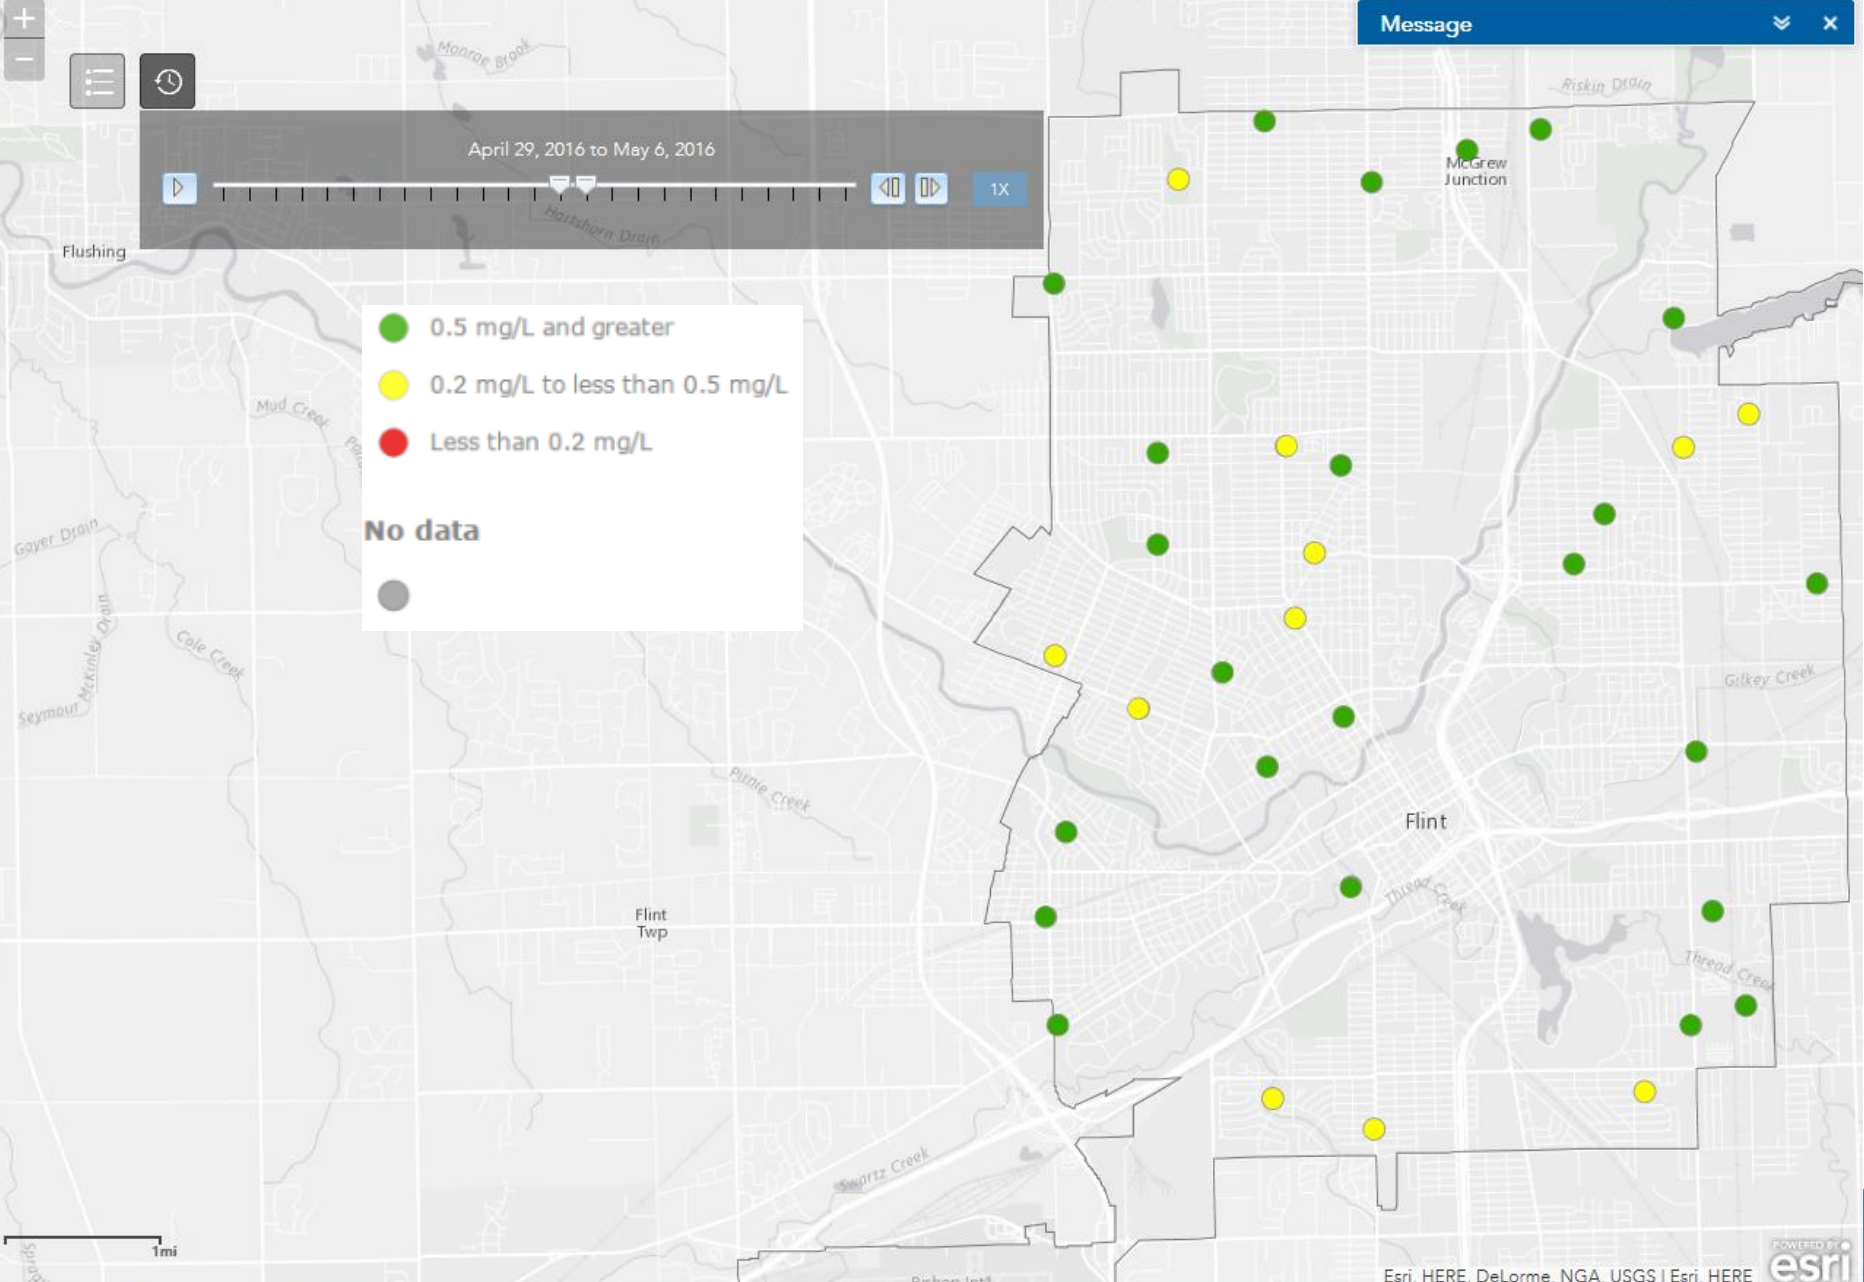 +
Message
−
Monroe Brook
Riskin Drain
April 29, 2016 to May 6, 2016
McGrew
Junction
1X
Hartshorn Drain
Flushing
0.5 mg/L and greater
0.2 mg/L to less than 0.5 mg/L
Mud Creek
Less than 0.2 mg/L
No data
Goyer Drain
McKinley Drain
Cole Creek
Gilkey Creek
Seymour
Pirnie Creek
Flint
Thread Creek
Flint
Twp
Thread Creek
Swartz Creek
1mi
POWERED BY
esri
Esri, HERE, DeLorme, NGA, USGS | Esri, HERE